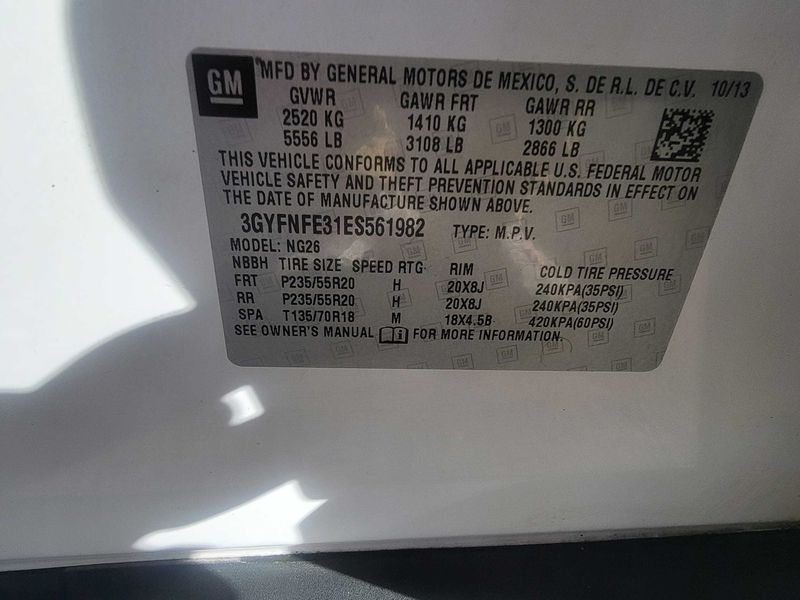 GM
MFD BY GENERAL MOTORS DE MEXICO, S. DE R.L. DE C.V. 10/13
GVWR GAWR FRT GAWR RR
2520 KG 1410 KG 1300 KG
5556 LB 3108 LB 2866 LB
THIS VEHICLE CONFORMS TO ALL APPLICABLE U.S. FEDERAL MOTOR
VEHICLE SAFETY AND THEFT PREVENTION STANDARDS IN EFFECT ON
THE DATE OF MANUFACTURE SHOWN ABOVE.
3GYFNFE31ES561982 TYPE: M.P.V.
MODEL: NG26
NBBH TIRE SIZE SPEED RTG RIM COLD TIRE PRESSURE
FRT P235/55R20 H 20X8J 240KPA(35PSI)
RR P235/55R20 H 20X8J 240KPA(35PSI)
SPA T135/70R18 M 18X4.5B 420KPA(60PSI)
SEE OWNER'S MANUAL i FOR MORE INFORMATION.